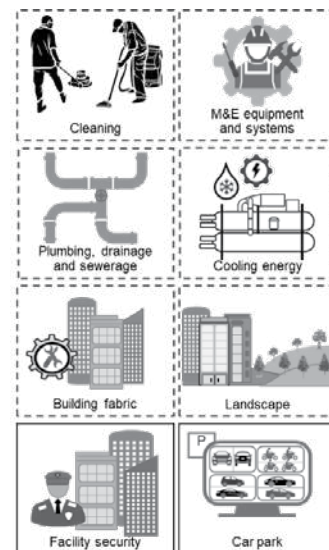 Cleaning
M&E equipment
and systems
Plumbing, drainage
and sewerage
Cooling energy
Building fabric
Landscape
Facility security
P
Car park